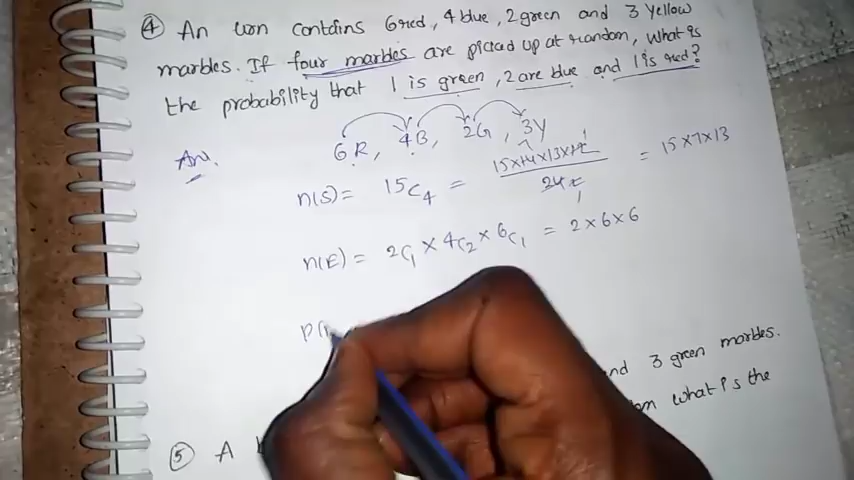 ④ An urn contains 6 red, 4 blue, 2 green and 3 yellow
marbles. If four marbles are picked up at random, What is
the probability that 1 is green, 2 are blue and 1 is red?
Ans.
6R, 4B, 2G, 3Y
n(S) = 15C4 = 15×14×13×12 / 24 = 15×7×13
n(E) = 2C1 × 4C2 × 6C1 = 2×6×6
P(
and 3 green marbles.
what is the
⑤ A